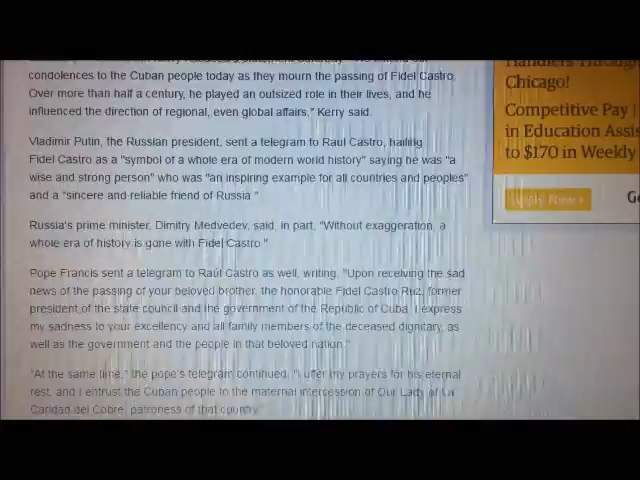 condolences to the Cuban people today as they mourn the passing of Fidel Castro.
Over more than half a century, he played an outsized role in their lives, and he
influenced the direction of regional, even global affairs," Kerry said.
Vladimir Putin, the Russian president, sent a telegram to Raul Castro, hailing
Fidel Castro as a "symbol of a whole era of modern world history" saying he was "a
wise and strong person" who was "an inspiring example for all countries and peoples"
and a "sincere and reliable friend of Russia."
Russia's prime minister, Dimitry Medvedev, said, in part, "Without exaggeration, a
whole era of history is gone with Fidel Castro."
Pope Francis sent a telegram to Raúl Castro as well, writing, "Upon receiving the sad
news of the passing of your beloved brother, the honorable Fidel Castro Ruz, former
president of the state council and the government of the Republic of Cuba, I express
my sadness to your excellency and all family members of the deceased dignitary, as
well as the government and the people in that beloved nation."
"At the same time," the pope's telegram continued, "I offer my prayers for his eternal
rest, and I entrust the Cuban people to the maternal intercession of Our Lady of La
Caridad del Cobre, patroness of that country.
Handlers Throug
Chicago!
Competitive Pay
in Education Assis
to $170 in Weekly
Apply Now